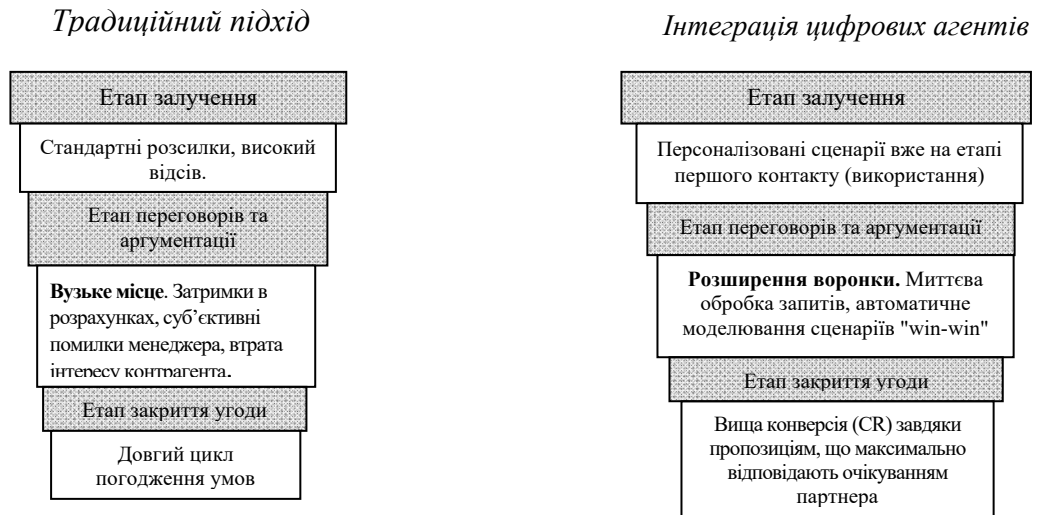 Традиційний підхід
Етап залучення
Стандартні розсилки, високий
відсів.
Етап переговорів та
аргументації
Вузьке місце. Затримки в
розрахунках, суб’єктивні
помилки менеджера, втрата
інтересу контрагента.
Етап закриття угоди
Довгий цикл
погодження умов
Інтеграція цифрових агентів
Етап залучення
Персоналізовані сценарії вже на етапі
першого контакту (використання)
Етап переговорів та аргументації
Розширення воронки. Миттєва
обробка запитів, автоматичне
моделювання сценаріїв "win-win"
Етап закриття угоди
Вища конверсія (CR) завдяки
пропозиціям, що максимально
відповідають очікуванням
партнера